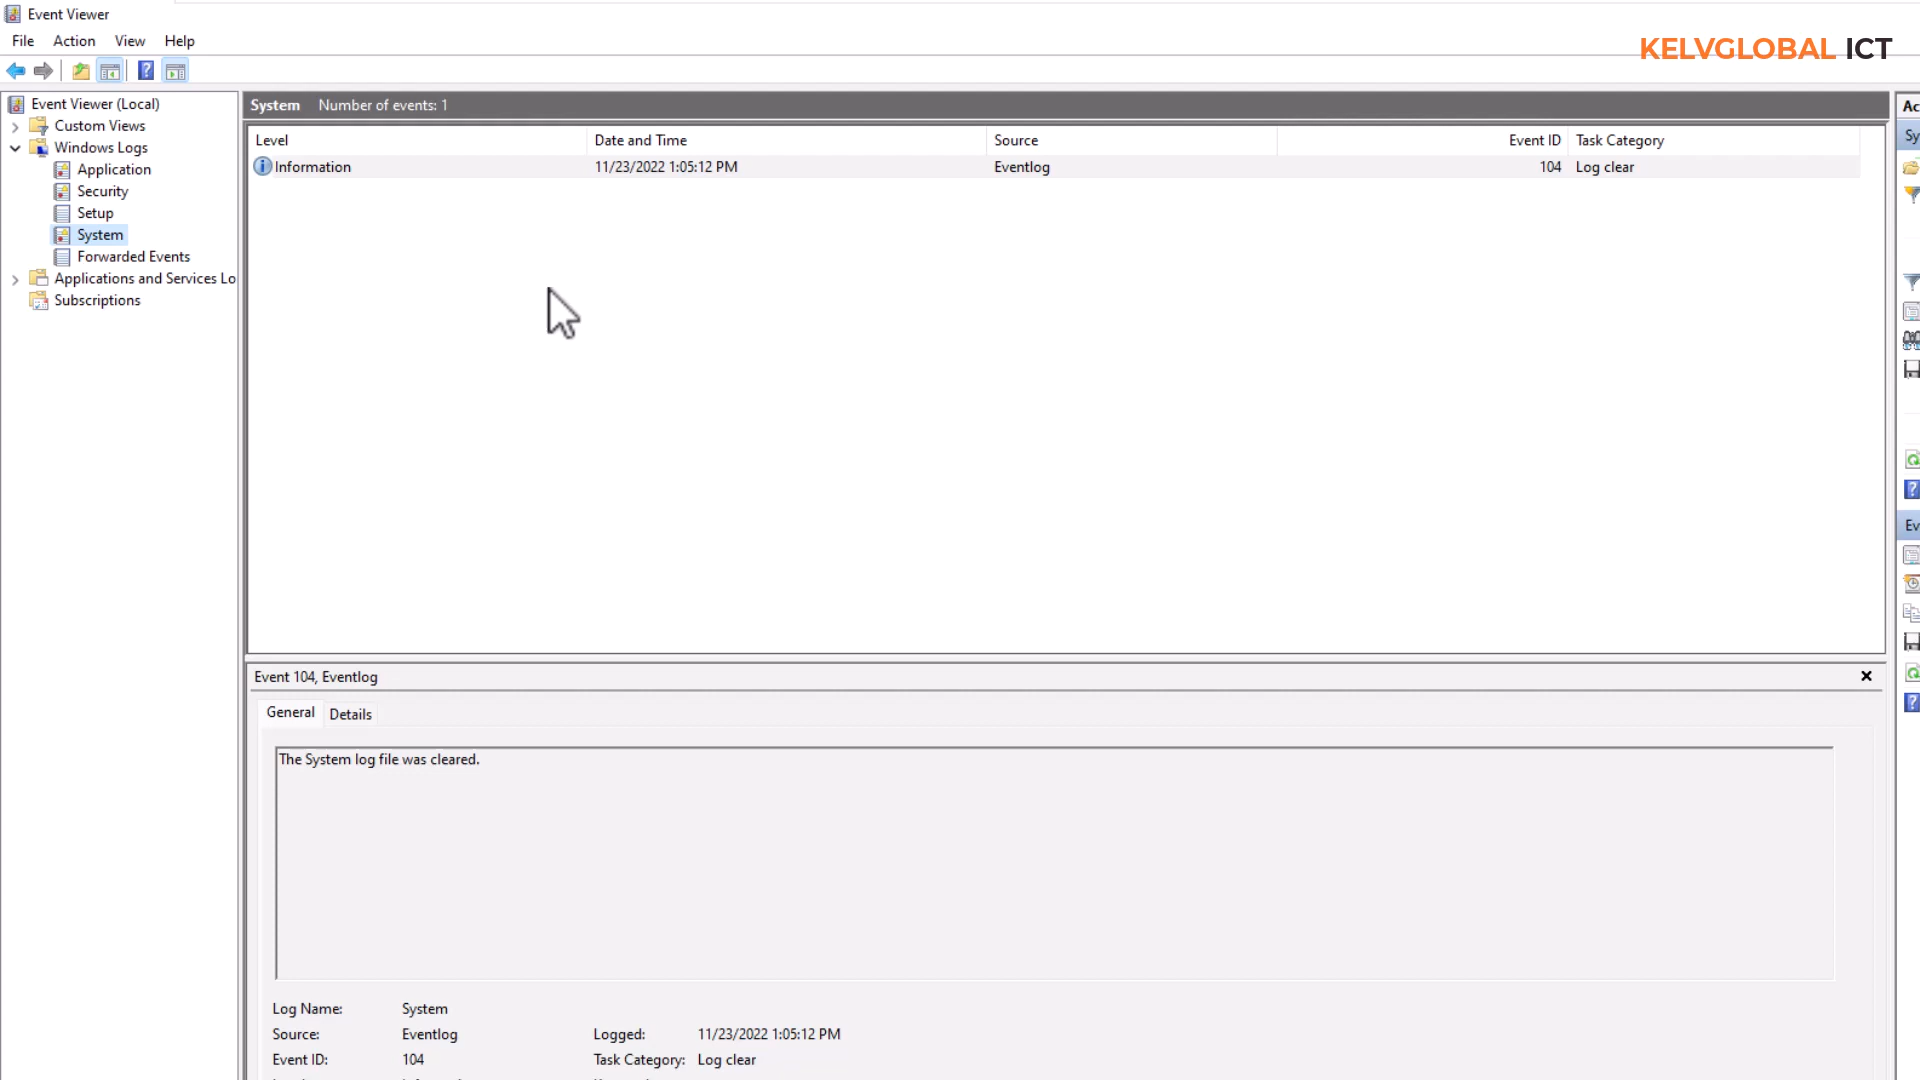 Event Viewer
File Action View Help
KELVGLOBAL ICT
Event Viewer (Local)
Custom Views
Windows Logs
Application
Security
Setup
System
Forwarded Events
Applications and Services Lo
Subscriptions
System Number of events: 1
Level Date and Time Source Event ID Task Category
Information 11/23/2022 1:05:12 PM Eventlog 104 Log clear
Event 104, Eventlog
General Details
The System log file was cleared.
Log Name: System
Source: Eventlog Logged: 11/23/2022 1:05:12 PM
Event ID: 104 Task Category: Log clear
Ac
Sy
Ev